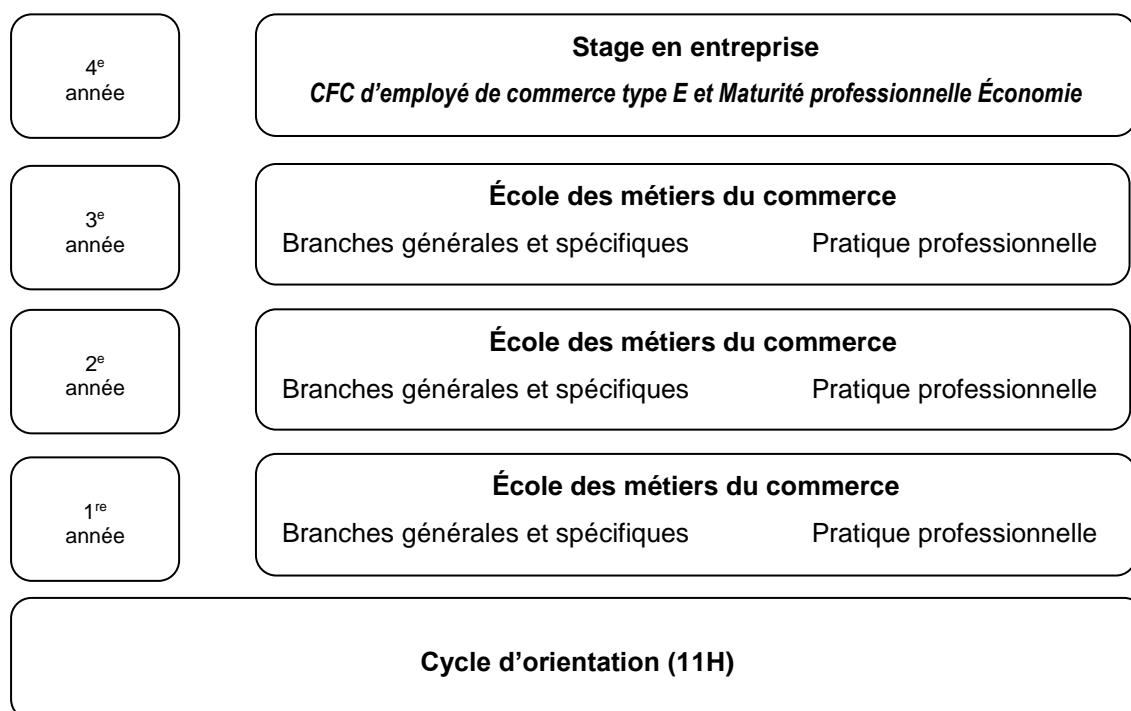 4e
année
Stage en entreprise
CFC d’employé de commerce type E et Maturité professionnelle Économie
3e
année
École des métiers du commerce
Branches générales et spécifiques Pratique professionnelle
2e
année
École des métiers du commerce
Branches générales et spécifiques Pratique professionnelle
1re
année
École des métiers du commerce
Branches générales et spécifiques Pratique professionnelle
Cycle d’orientation (11H)